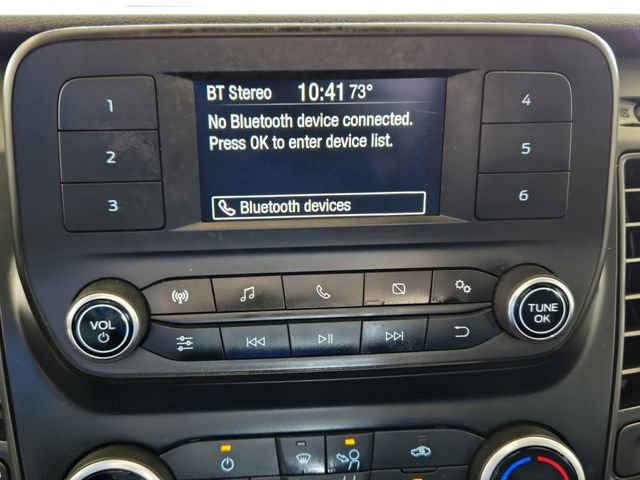 BT Stereo 10:41 73°
No Bluetooth device connected.
Press OK to enter device list.
Bluetooth devices
1
2
3
4
5
6
VOL
TUNE
OK